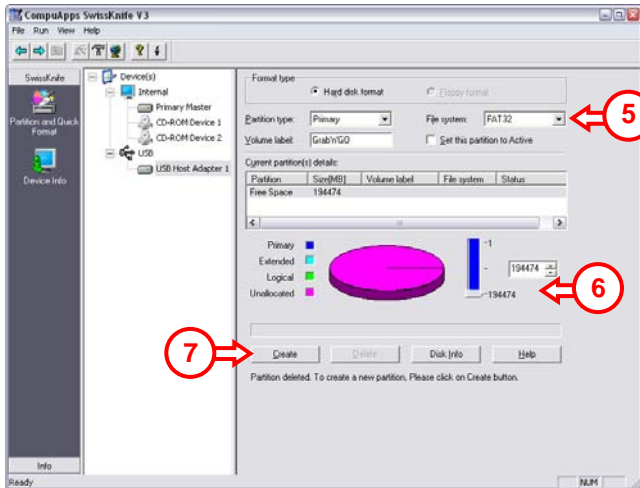 CompuApps SwissKnife V3
File Run View Help
SwissKnife
Partition and Quick Format
Device Info
Info
Device(s)
Internal
Primary Master
CD-ROM Device 1
CD-ROM Device 2
USB
USB Host Adapter 1
Format type
Hard disk format
Floppy format
Partition type: Primary
File system: FAT32
5
Volume label: Grab'n'GO
Set this partition to Active
Current partition(s) details:
Partition Size[MB] Volume label File system Status
Free Space 194474
Primary
Extended
Logical
Unallocated
-1
-194474
194474
6
7
Create Delete Disk Info Help
Partition deleted. To create a new partition, Please click on Create button.
Ready
NUM